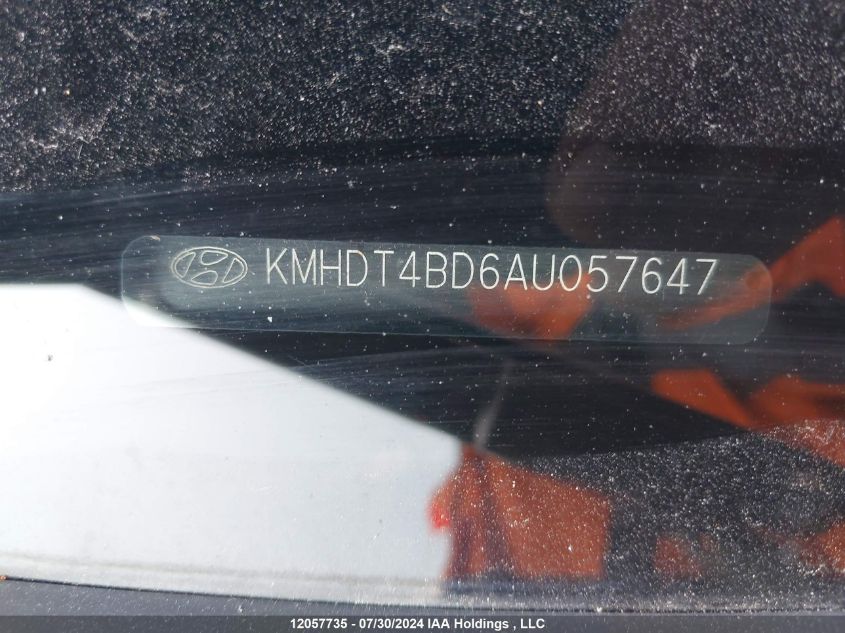 KMHDT4BD6AU057647
12057735 - 07/30/2024 IAA Holdings , LLC